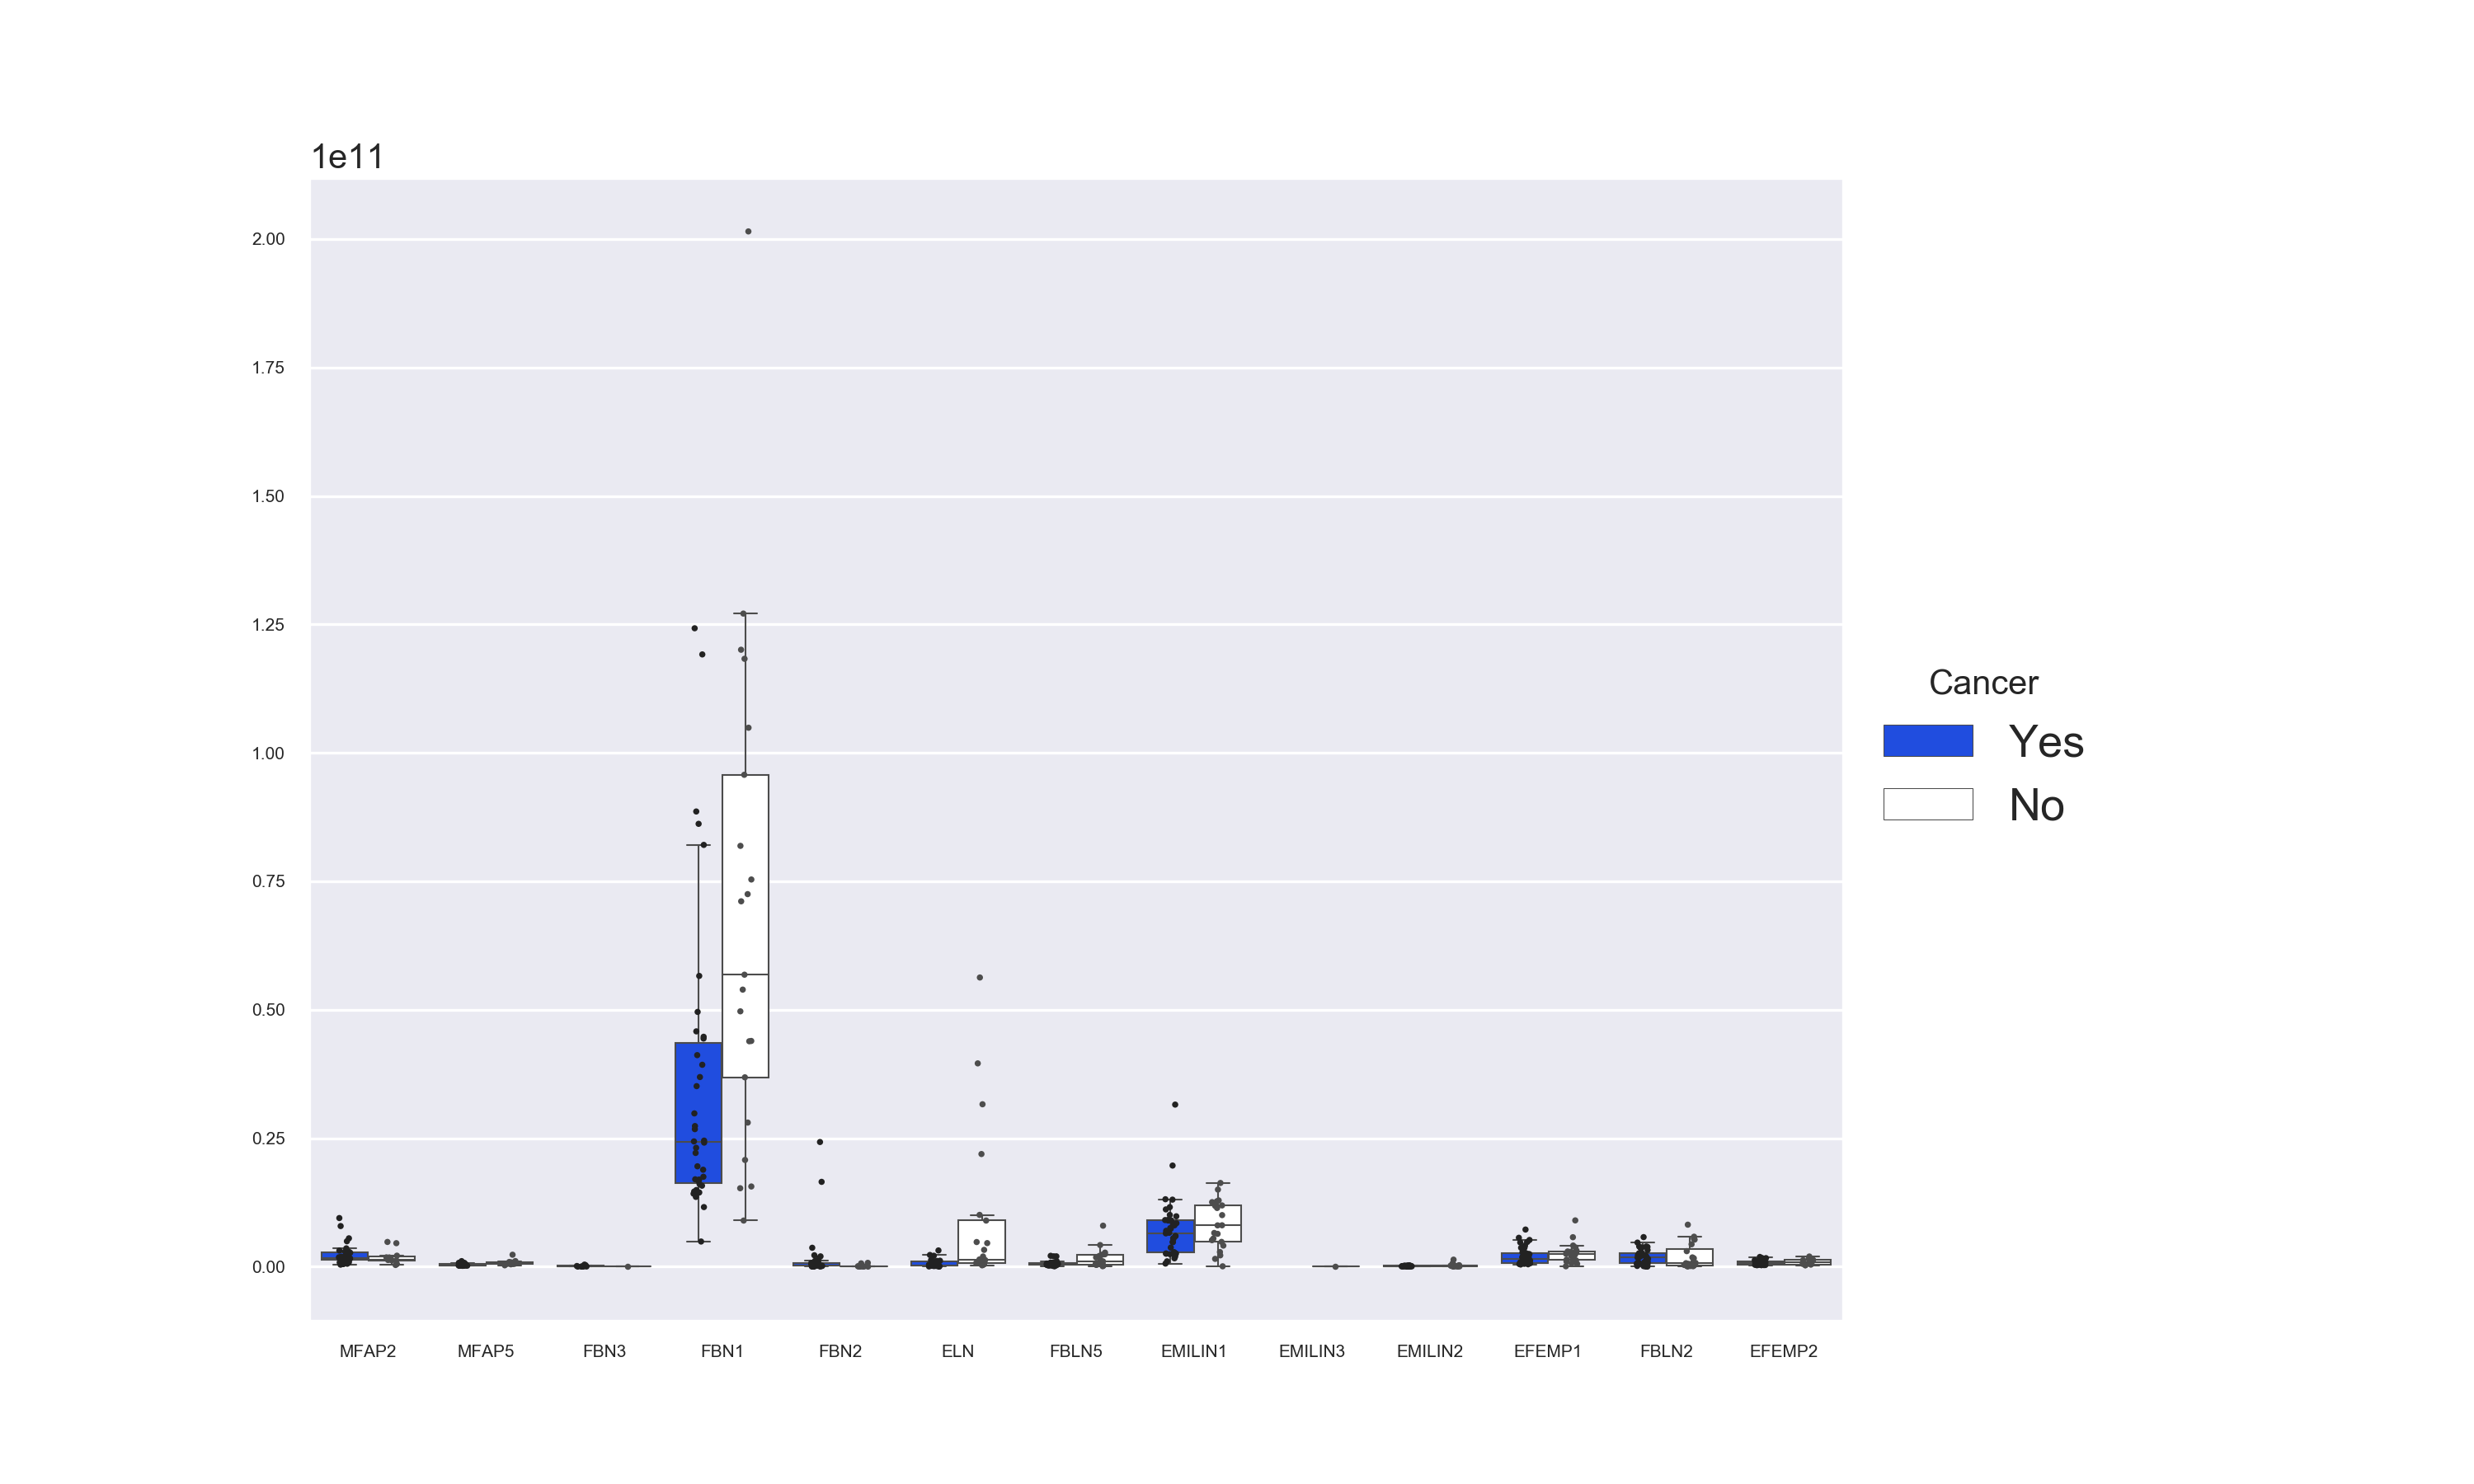 1e11
2.00
1.75
1.50
1.25
1.00
0.75
0.50
0.25
0.00
MFAP2 MFAP5 FBN3 FBN1 FBN2 ELN FBLN5 EMILIN1 EMILIN3 EMILIN2 EFEMP1 FBLN2 EFEMP2
Cancer
Yes
No